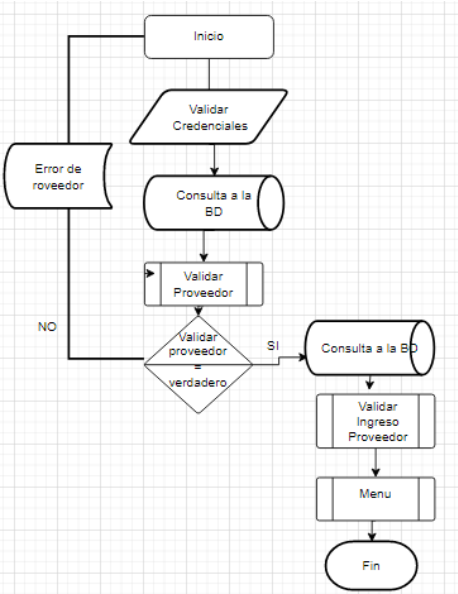 Inicio
Validar
Credenciales
Error de
roveedor
Consulta a la
BD
Validar
Proveedor
NO
Validar
proveedor
=
verdadero
SI
Consulta a la BD
Validar
Ingreso
Proveedor
Menu
Fin